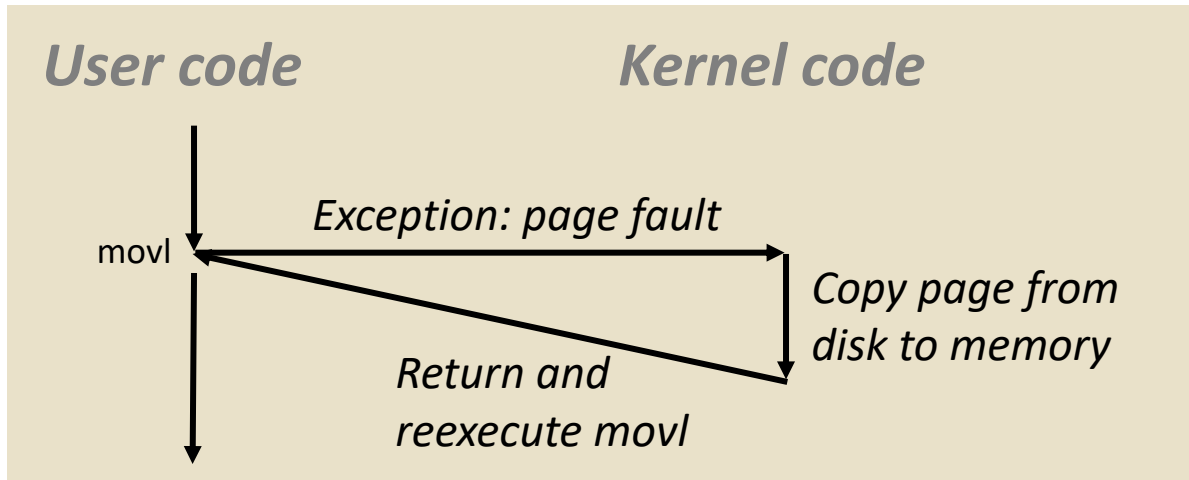 User code
Kernel code
Exception: page fault
movl
Copy page from
disk to memory
Return and
reexecute movl